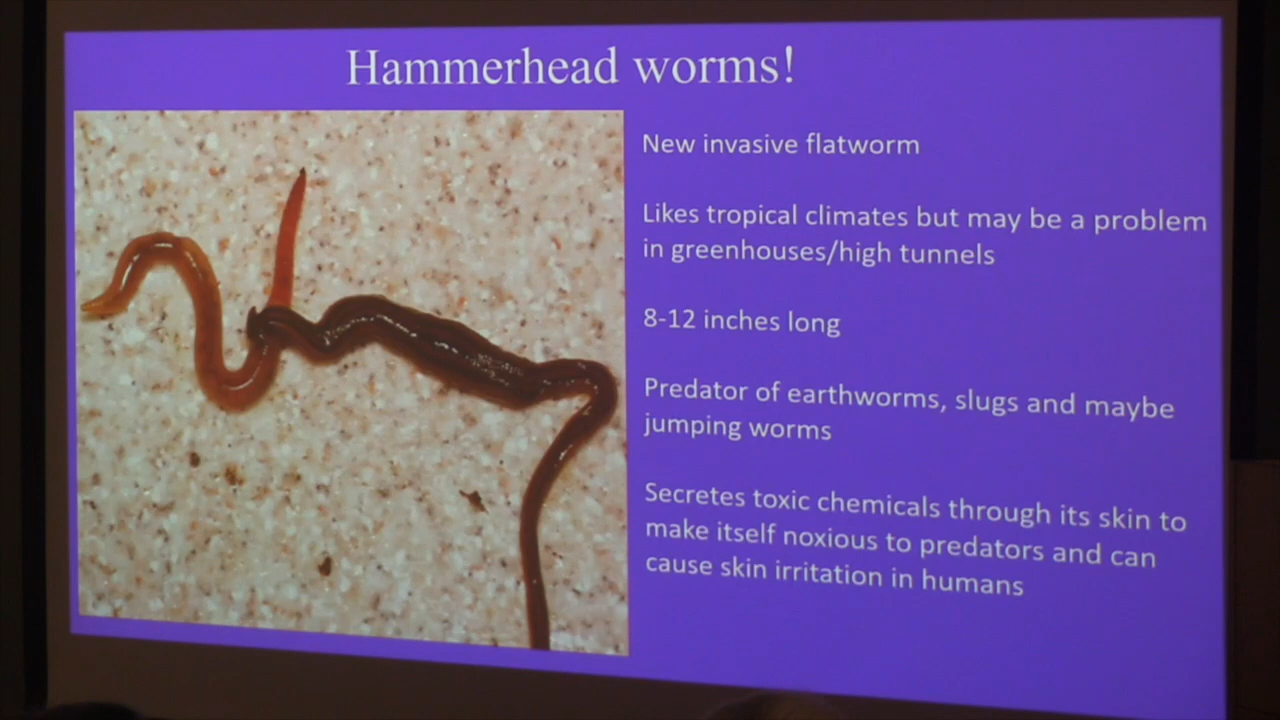 Hammerhead worms!
New invasive flatworm
Likes tropical climates but may be a problem
in greenhouses/high tunnels
8-12 inches long
Predator of earthworms, slugs and maybe
jumping worms
Secretes toxic chemicals through its skin to
make itself noxious to predators and can
cause skin irritation in humans